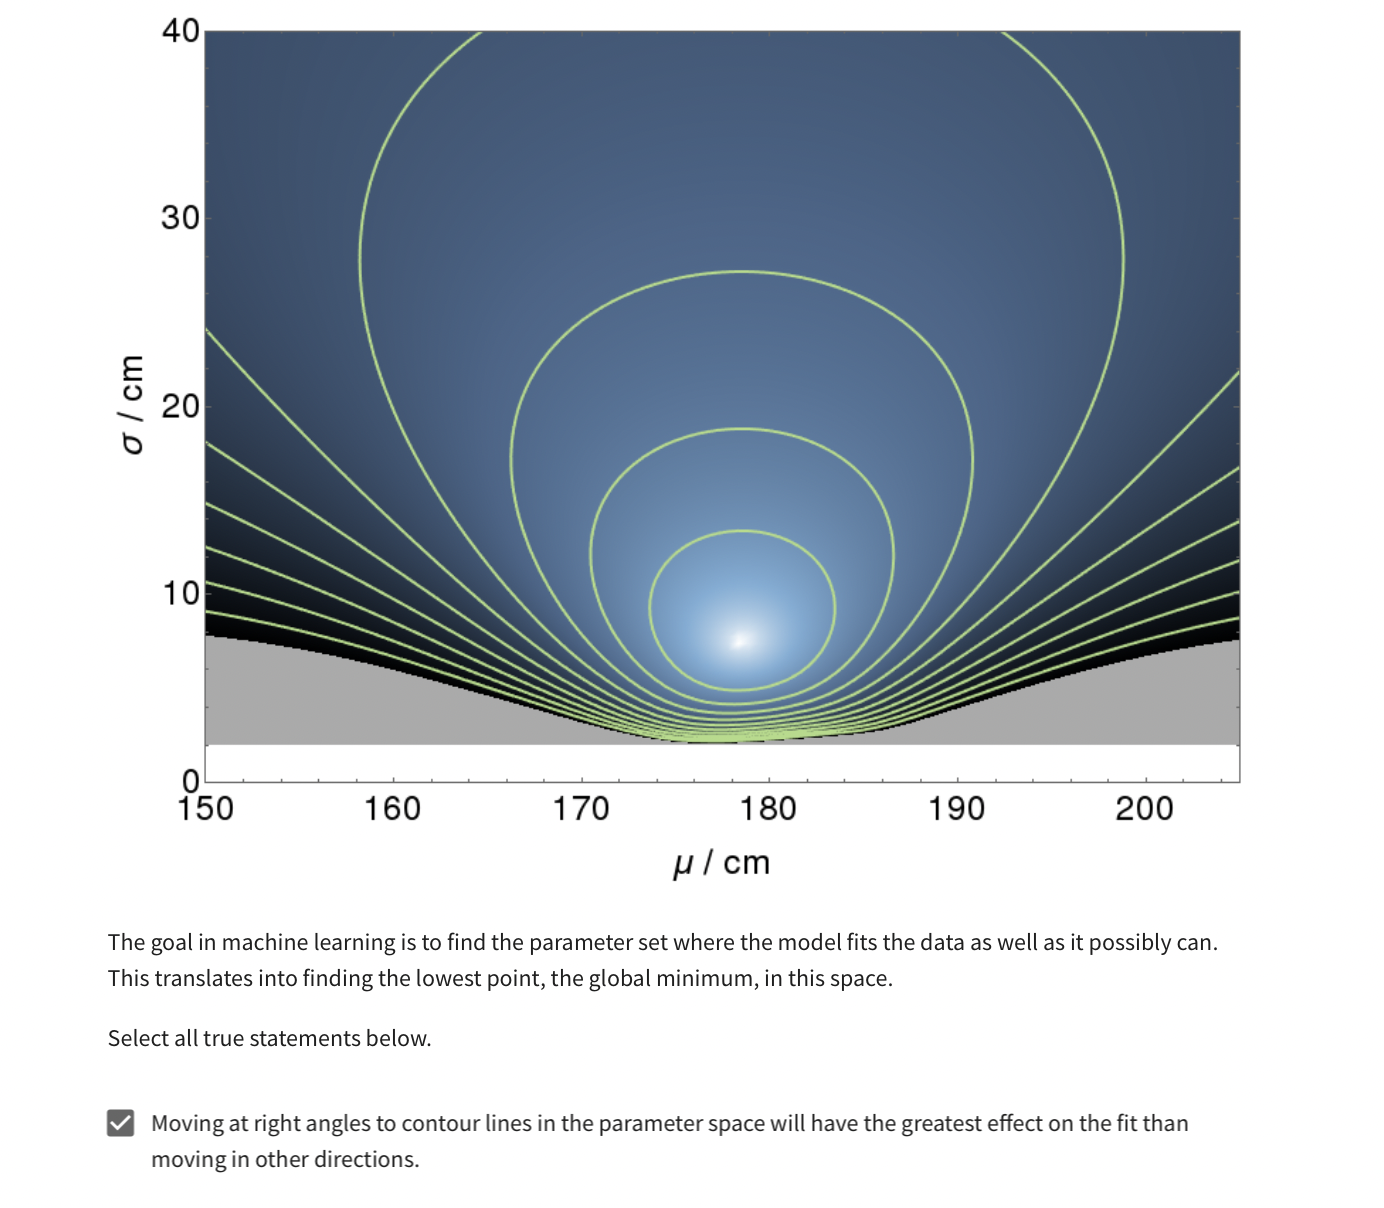 40
30
σ / cm
20
10
0
150 160 170 180 190 200
μ / cm
The goal in machine learning is to find the parameter set where the model fits the data as well as it possibly can.
This translates into finding the lowest point, the global minimum, in this space.
Select all true statements below.
Moving at right angles to contour lines in the parameter space will have the greatest effect on the fit than
moving in other directions.